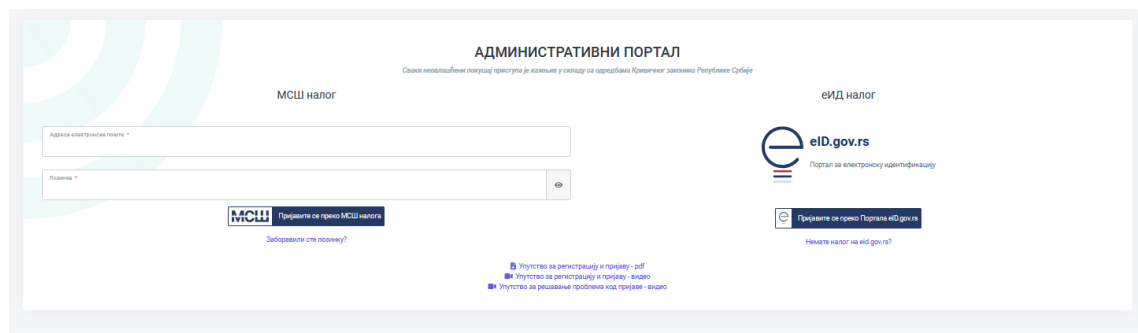 АДМИНИСТРАТИВНИ ПОРТАЛ
Сваки неовлашћени покушај приступа је кажњив у складу са одредбама Кривичног законика Републике Србије
МСШ налог
Адреса електронске поште *
Лозинка *
МСШ Пријавите се преко МСШ налога
Заборавили сте лозинку?
еИД налог
eID.gov.rs
Портал за електронску идентификацију
Пријавите се преко Портала eID.gov.rs
Немате налог на eid.gov.rs?
Упутство за регистрацију и пријаву - pdf
Упутство за регистрацију и пријаву - видео
Упутство за решавање проблема код пријаве - видео